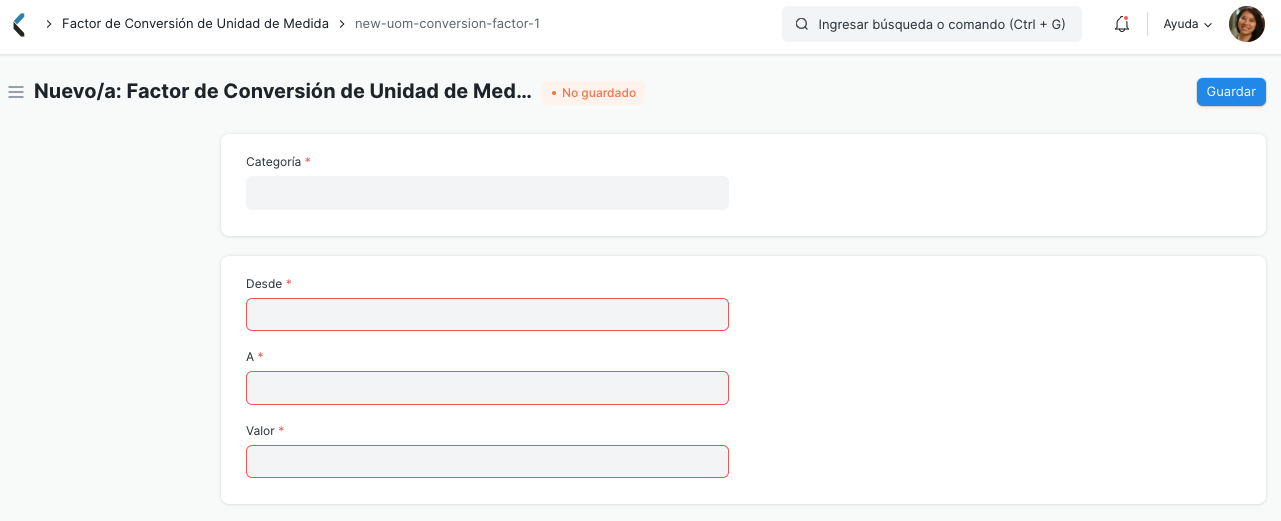 Factor de Conversión de Unidad de Medida new-uom-conversion-factor-1 Ingresar búsqueda o comando (Ctrl + G) Ayuda
Nuevo/a: Factor de Conversión de Unidad de Med... No guardado Guardar
Categoría *
Desde *
A *
Valor *